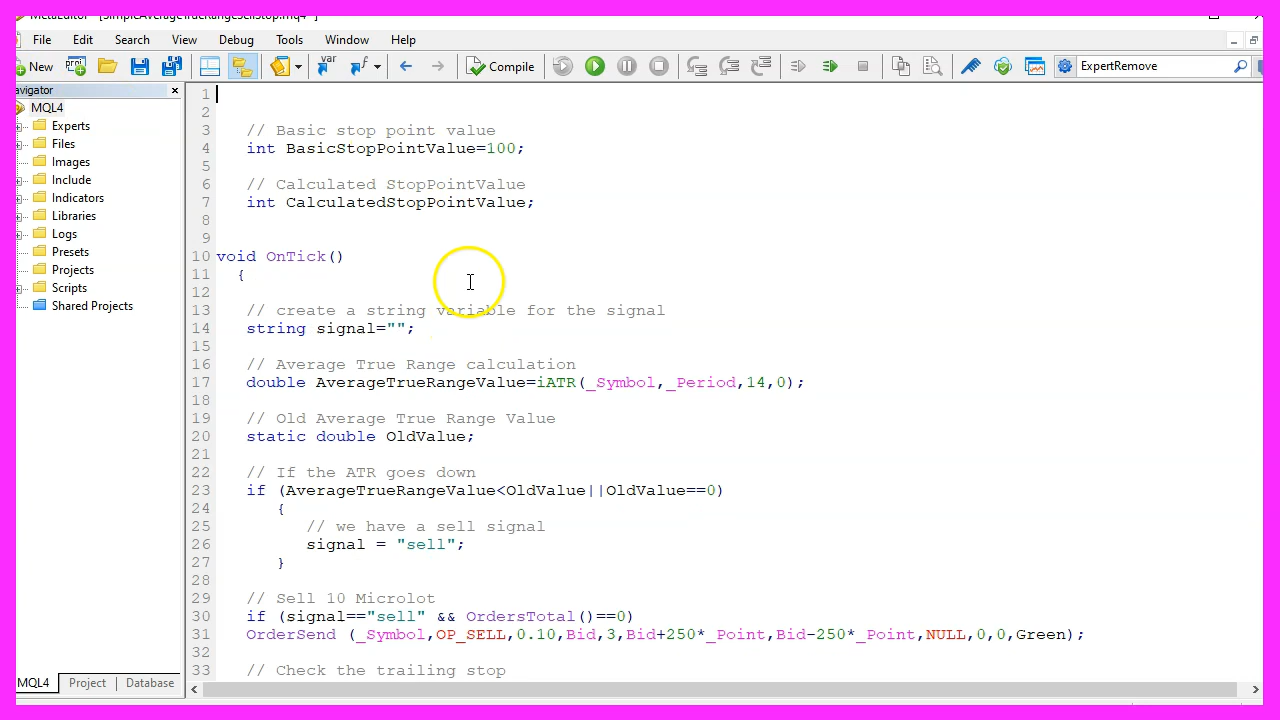 MetaEditor - [SimpleAverageTrueRangeSellStop.mq4 *]
File Edit Search View Debug Tools Window Help
New Compile ExpertRemove
avigator
MQL4
Experts
Files
Images
Include
Indicators
Libraries
Logs
Presets
Projects
Scripts
Shared Projects
1
2
3 // Basic stop point value
4 int BasicStopPointValue=100;
5
6 // Calculated StopPointValue
7 int CalculatedStopPointValue;
8
9
10 void OnTick()
11 {
12
13 // create a string variable for the signal
14 string signal="";
15
16 // Average True Range calculation
17 double AverageTrueRangeValue=iATR(_Symbol,_Period,14,0);
18
19 // Old Average True Range Value
20 static double OldValue;
21
22 // If the ATR goes down
23 if (AverageTrueRangeValue<OldValue||OldValue==0)
24 {
25 // we have a sell signal
26 signal = "sell";
27 }
28
29 // Sell 10 Microlot
30 if (signal=="sell" && OrdersTotal()==0)
31 OrderSend (_Symbol,OP_SELL,0.10,Bid,3,Bid+250*_Point,Bid-250*_Point,NULL,0,0,Green);
32
33 // Check the trailing stop
MQL4 Project Database